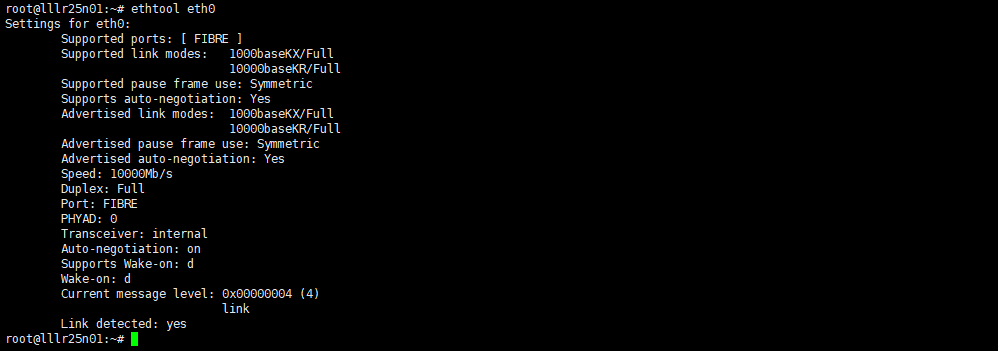 root@lllr25n01:~# ethtool eth0
Settings for eth0:
        Supported ports: [ FIBRE ]
        Supported link modes:   1000baseKX/Full
                                10000baseKR/Full
        Supported pause frame use: Symmetric
        Supports auto-negotiation: Yes
        Advertised link modes:  1000baseKX/Full
                                10000baseKR/Full
        Advertised pause frame use: Symmetric
        Advertised auto-negotiation: Yes
        Speed: 10000Mb/s
        Duplex: Full
        Port: FIBRE
        PHYAD: 0
        Transceiver: internal
        Auto-negotiation: on
        Supports Wake-on: d
        Wake-on: d
        Current message level: 0x00000004 (4)
                               link
        Link detected: yes
root@lllr25n01:~#